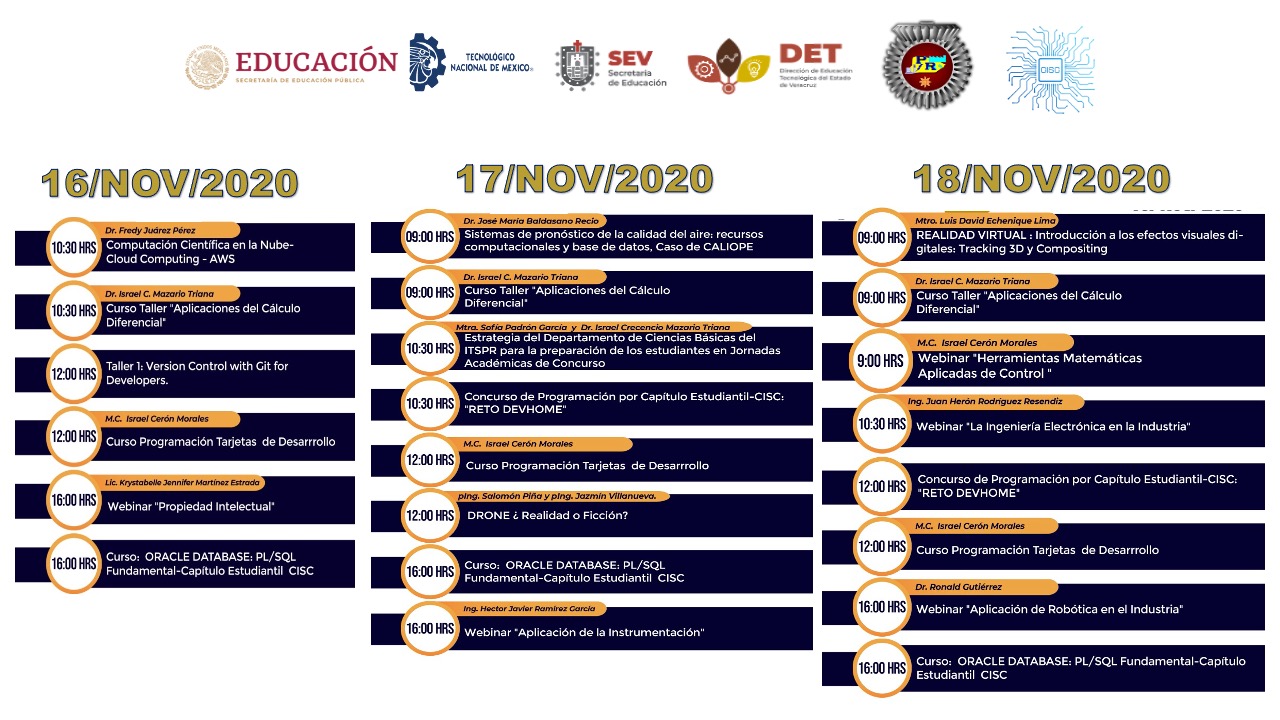 EDUCACIÓN
SECRETARÍA DE EDUCACIÓN PÚBLICA
TECNOLÓGICO
NACIONAL DE MÉXICO
SEV
Secretaría
de Educación
DET
Dirección de Educación
Tecnológica del Estado
de Veracruz
CISC
16/NOV/2020
10:30 HRS
Dr. Fredy Juárez Pérez
Computación Científica en la Nube-
Cloud Computing - AWS
10:30 HRS
Dr. Israel C. Mazario Triana
Curso Taller "Aplicaciones del Cálculo
Diferencial"
12:00 HRS
Taller 1: Version Control with Git for
Developers.
12:00 HRS
M.C. Israel Cerón Morales
Curso Programación Tarjetas de Desarrrollo
16:00 HRS
Lic. Krystabelle Jennifer Martínez Estrada
Webinar "Propiedad Intelectual"
16:00 HRS
Curso: ORACLE DATABASE: PL/SQL
Fundamental-Capítulo Estudiantil CISC
17/NOV/2020
09:00 HRS
Dr. José María Baldasano Recio
Sistemas de pronóstico de la calidad del aire: recursos
computacionales y base de datos, Caso de CALIOPE
09:00 HRS
Dr. Israel C. Mazario Triana
Curso Taller "Aplicaciones del Cálculo
Diferencial"
10:30 HRS
Mtra. Sofía Padrón García y Dr. Israel Crecencio Mazario Triana
Estrategia del Departamento de Ciencias Básicas del
ITSPR para la preparación de los estudiantes en Jornadas
Académicas de Concurso
10:30 HRS
Concurso de Programación por Capítulo Estudiantil-CISC:
"RETO DEVHOME"
12:00 HRS
M.C. Israel Cerón Morales
Curso Programación Tarjetas de Desarrrollo
12:00 HRS
pIng. Salomón Piña y pIng. Jazmín Villanueva.
DRONE ¿ Realidad o Ficción?
16:00 HRS
Curso: ORACLE DATABASE: PL/SQL
Fundamental-Capítulo Estudiantil CISC
16:00 HRS
Ing. Hector Javier Ramírez García
Webinar "Aplicación de la Instrumentación"
18/NOV/2020
09:00 HRS
Mtro. Luis David Echenique Lima
REALIDAD VIRTUAL : Introducción a los efectos visuales di-
gitales: Tracking 3D y Compositing
09:00 HRS
Dr. Israel C. Mazario Triana
Curso Taller "Aplicaciones del Cálculo
Diferencial"
9:00 HRS
M.C. Israel Cerón Morales
Webinar "Herramientas Matemáticas
Aplicadas de Control "
10:30 HRS
Ing. Juan Herón Rodríguez Resendiz
Webinar "La Ingeniería Electrónica en la Industria"
12:00 HRS
Concurso de Programación por Capítulo Estudiantil-CISC:
"RETO DEVHOME"
12:00 HRS
M.C. Israel Cerón Morales
Curso Programación Tarjetas de Desarrrollo
16:00 HRS
Dr. Ronald Gutiérrez
Webinar "Aplicación de Robótica en el Industria"
16:00 HRS
Curso: ORACLE DATABASE: PL/SQL Fundamental-Capítulo
Estudiantil CISC